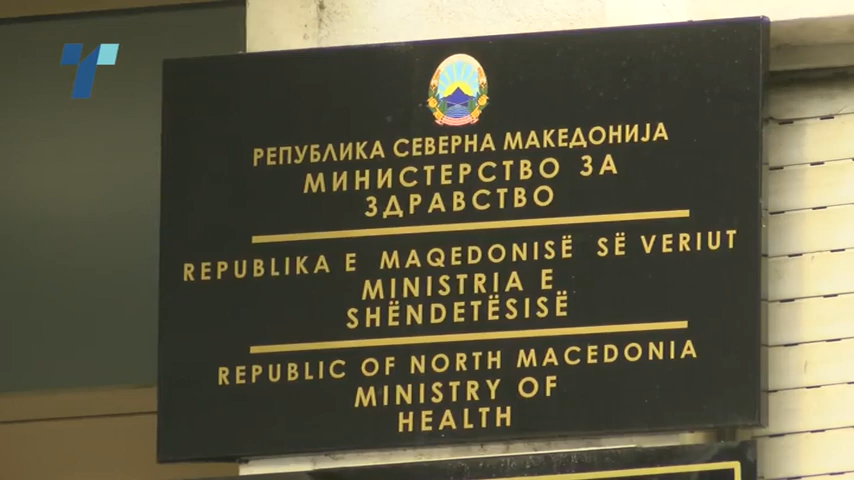 РЕПУБЛИКА СЕВЕРНА МАКЕДОНИЈА
МИНИСТЕРСТВО ЗА
ЗДРАВСТВО
REPUBLIKA E MAQEDONISË SË VERIUT
MINISTRIA E
SHËNDETËSISË
REPUBLIC OF NORTH MACEDONIA
MINISTRY OF
HEALTH